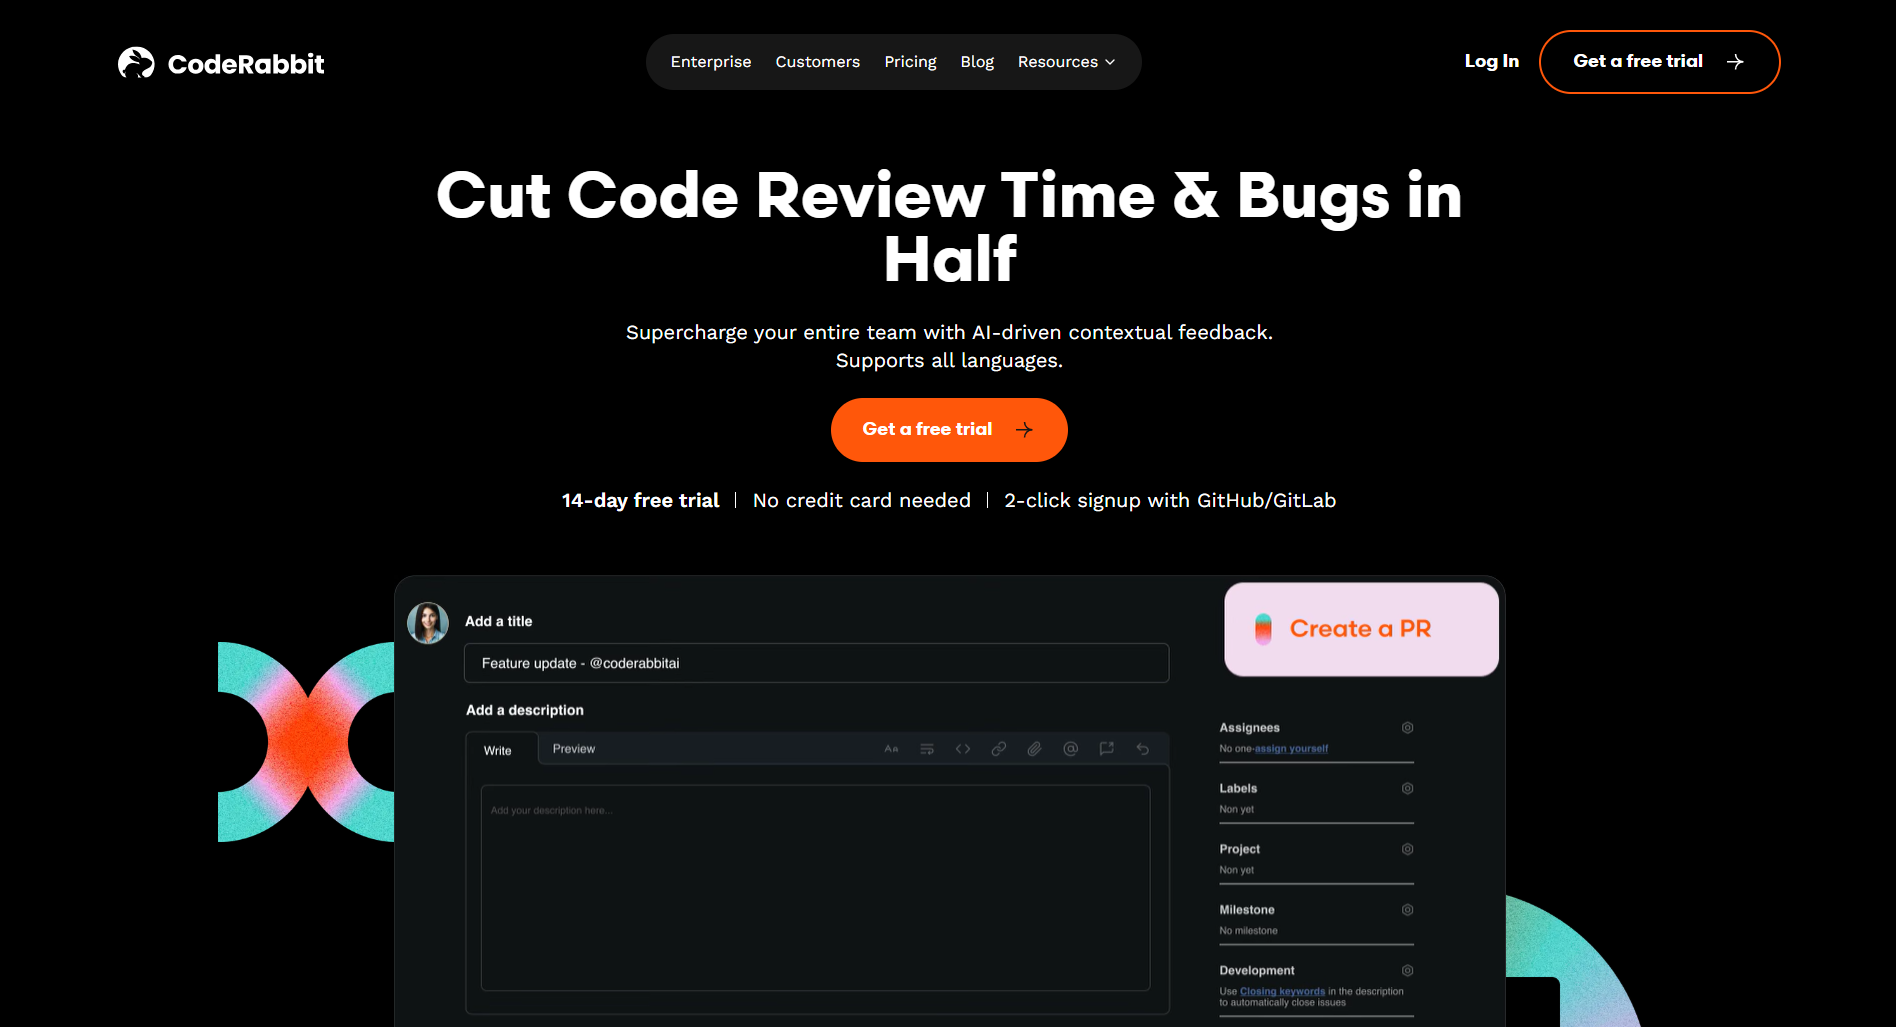 CodeRabbit
Enterprise Customers Pricing Blog Resources
Log In
Get a free trial
Cut Code Review Time & Bugs in
Half
Supercharge your entire team with AI-driven contextual feedback.
Supports all languages.
Get a free trial
14-day free trial | No credit card needed | 2-click signup with GitHub/GitLab
Add a title
Feature update - @coderabbitai
Add a description
Write
Preview
Add your description here...
Create a PR
Assignees
No one-assign yourself
Labels
Non yet
Project
Non yet
Milestone
No milestone
Development
Use Closing keywords in the description
to automatically close issues